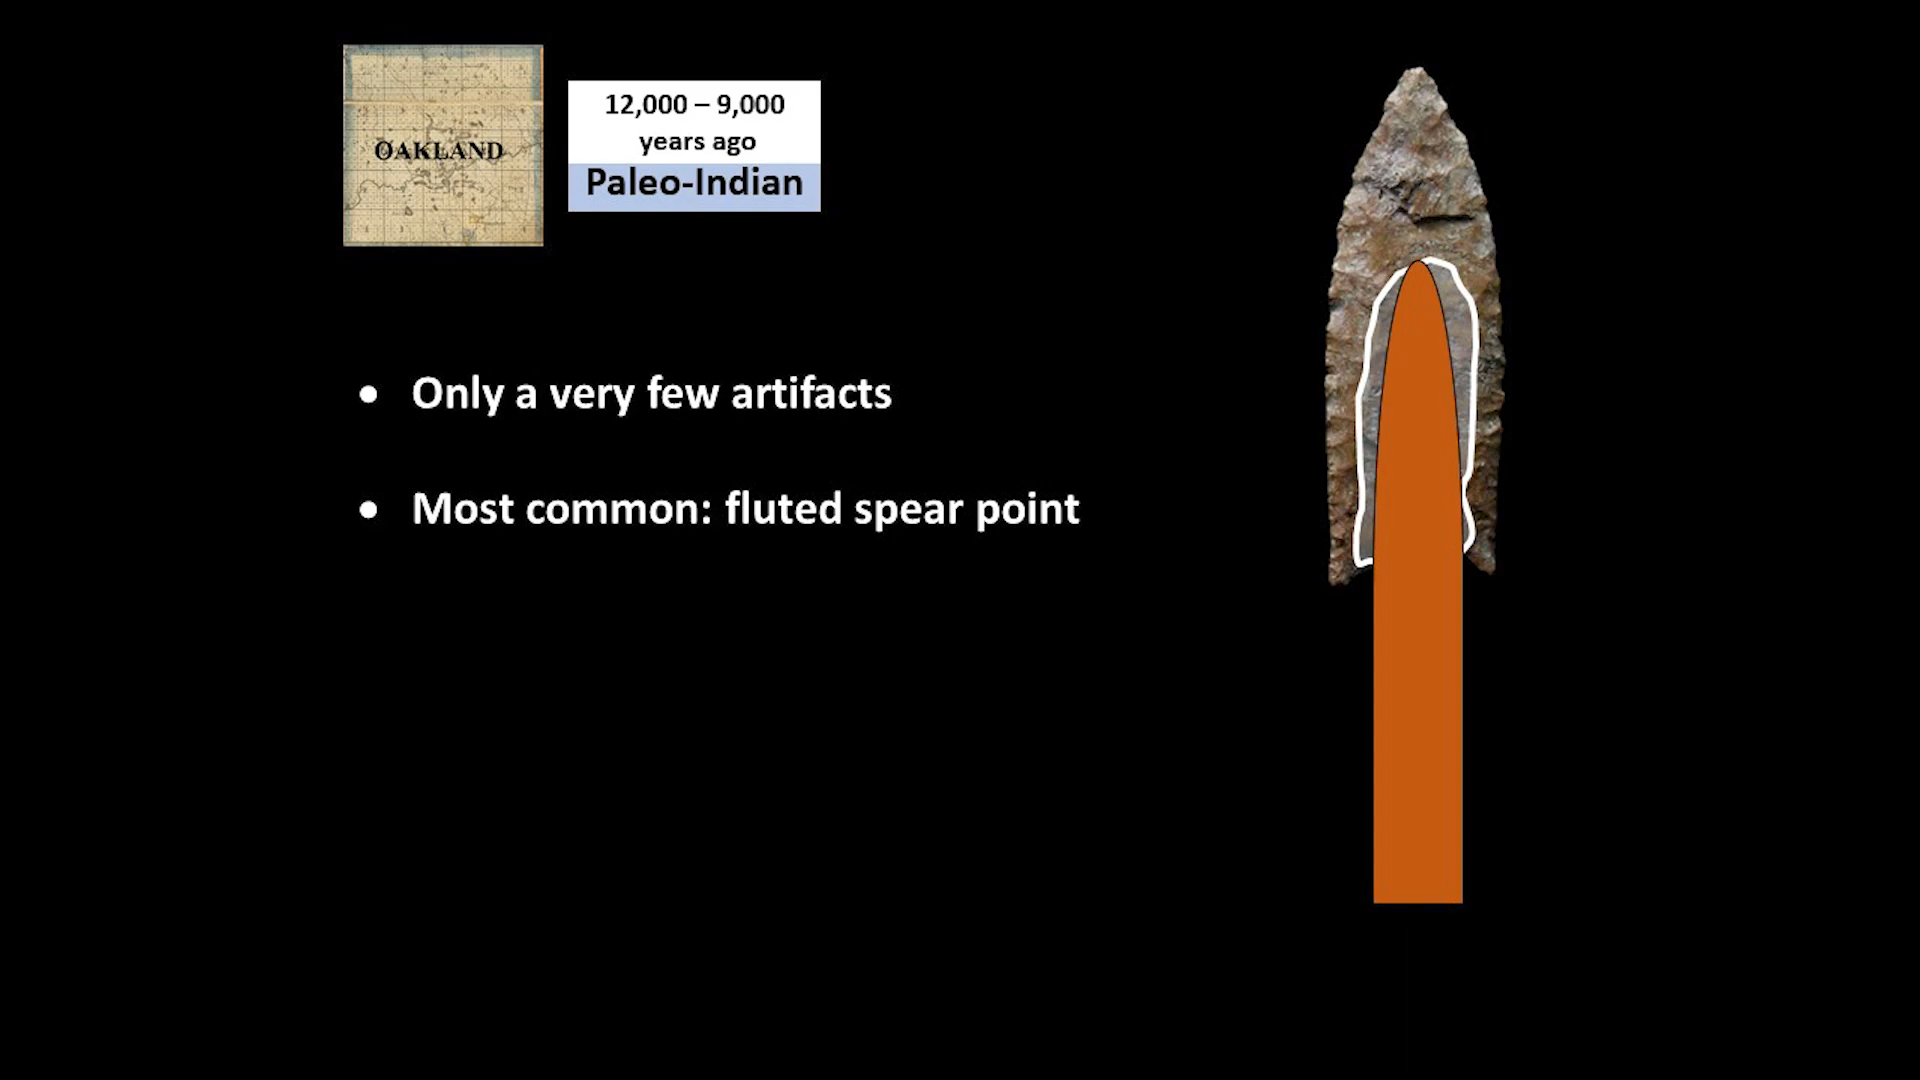 OAKLAND
12,000 – 9,000
years ago
Paleo-Indian
• Only a very few artifacts
• Most common: fluted spear point